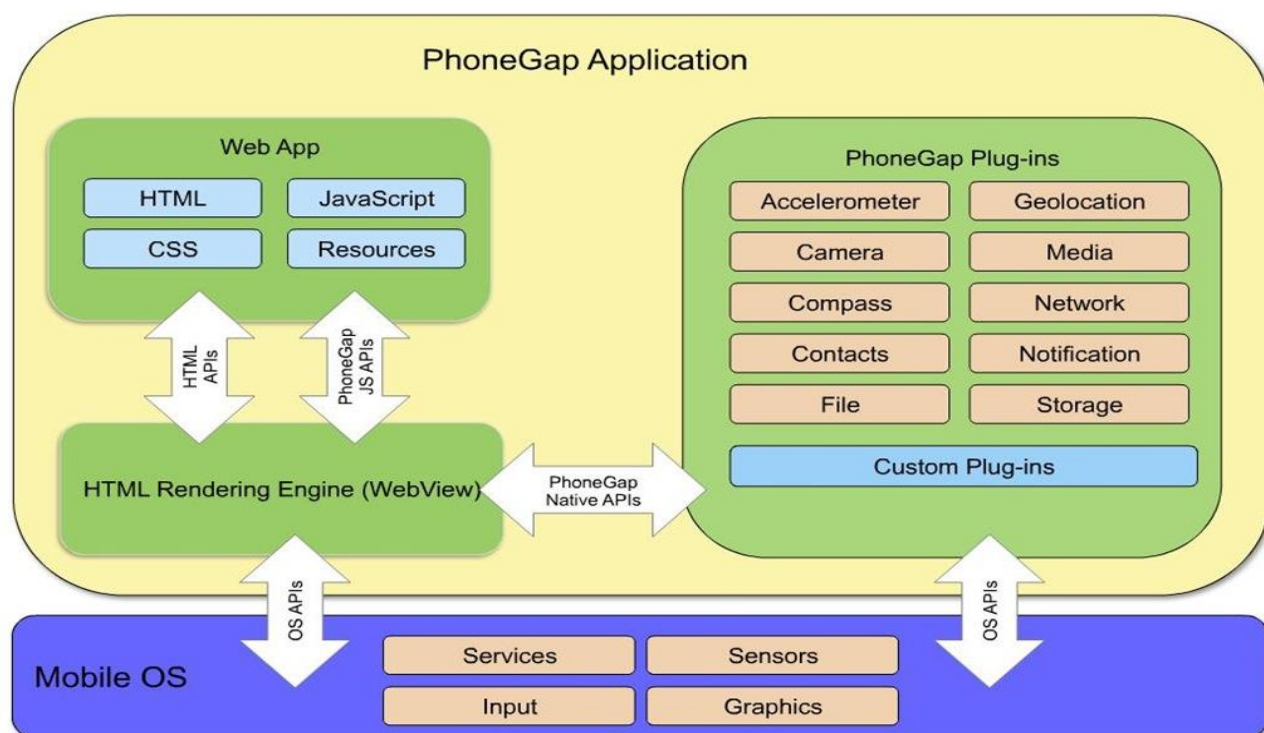 PhoneGap Application
Web App
HTML
JavaScript
CSS
Resources
HTML
APIs
PhoneGap
JS APIs
HTML Rendering Engine (WebView)
PhoneGap
Native APIs
PhoneGap Plug-ins
Accelerometer
Geolocation
Camera
Media
Compass
Network
Contacts
Notification
File
Storage
Custom Plug-ins
OS APIs
OS APIs
Mobile OS
Services
Sensors
Input
Graphics